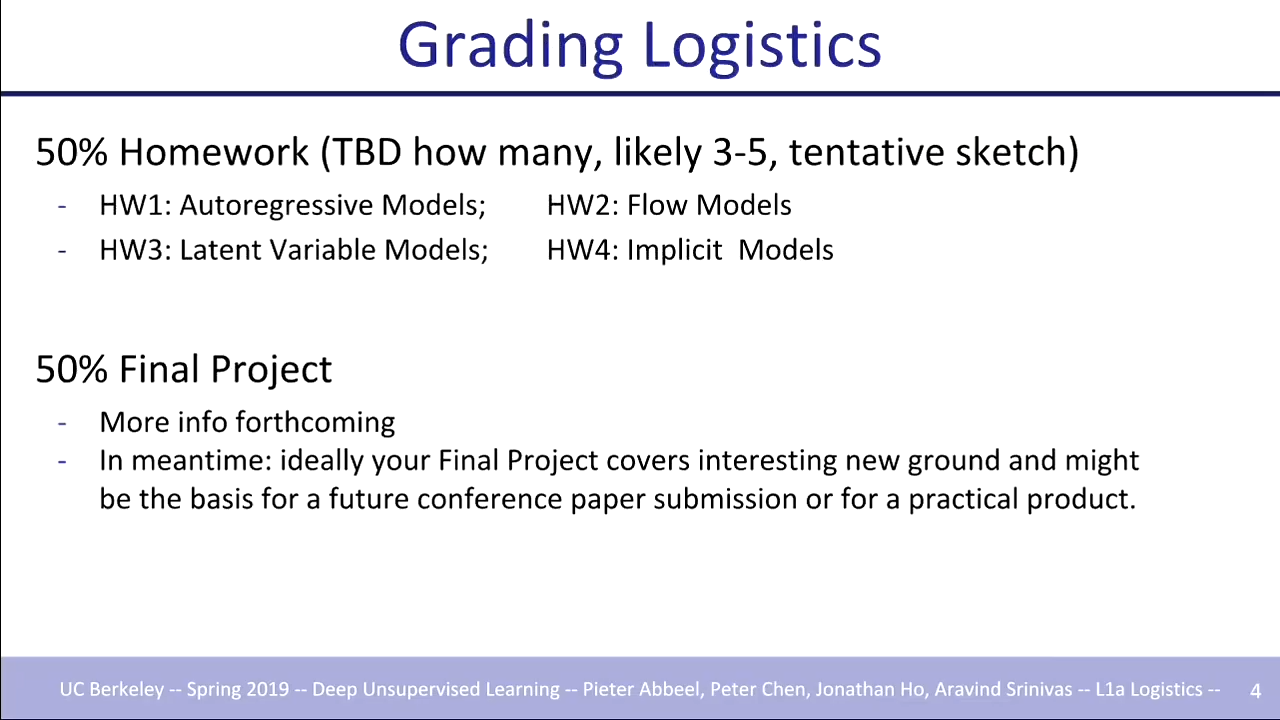 Grading Logistics
50% Homework (TBD how many, likely 3-5, tentative sketch)
- HW1: Autoregressive Models; HW2: Flow Models
- HW3: Latent Variable Models; HW4: Implicit  Models
50% Final Project
- More info forthcoming
- In meantime: ideally your Final Project covers interesting new ground and might
be the basis for a future conference paper submission or for a practical product.
UC Berkeley -- Spring 2019 -- Deep Unsupervised Learning -- Pieter Abbeel, Peter Chen, Jonathan Ho, Aravind Srinivas -- L1a Logistics -- 4